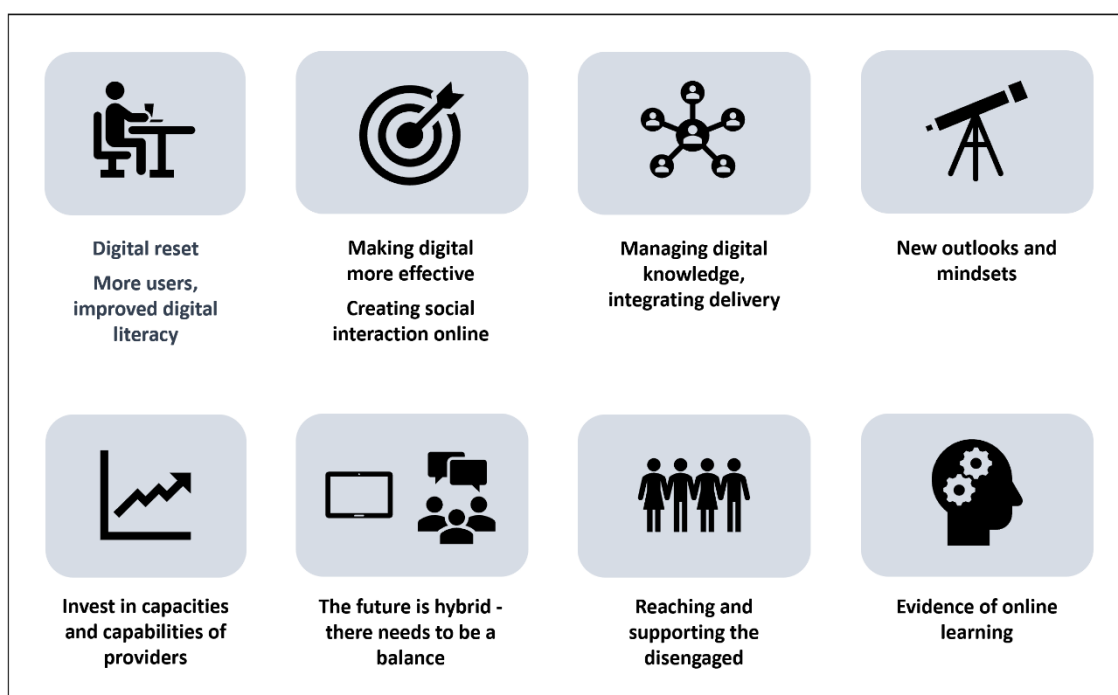 Digital reset
More users,
improved digital
literacy
Making digital
more effective
Creating social
interaction online
Managing digital
knowledge,
integrating delivery
New outlooks and
mindsets
Invest in capacities
and capabilities of
providers
The future is hybrid -
there needs to be a
balance
Reaching and
supporting the
disengaged
Evidence of online
learning